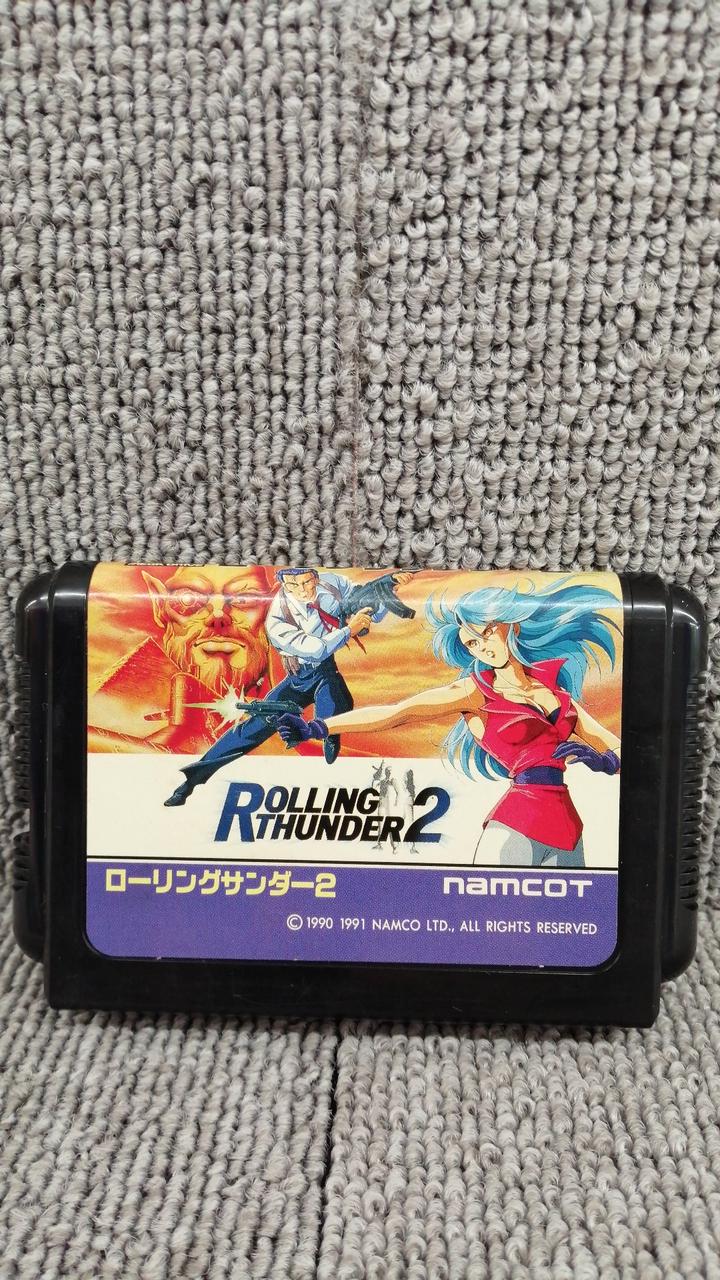 ROLLING
THUNDER 2
ローリングサンダー2
namcoT
© 1990 1991 NAMCO LTD., ALL RIGHTS RESERVED